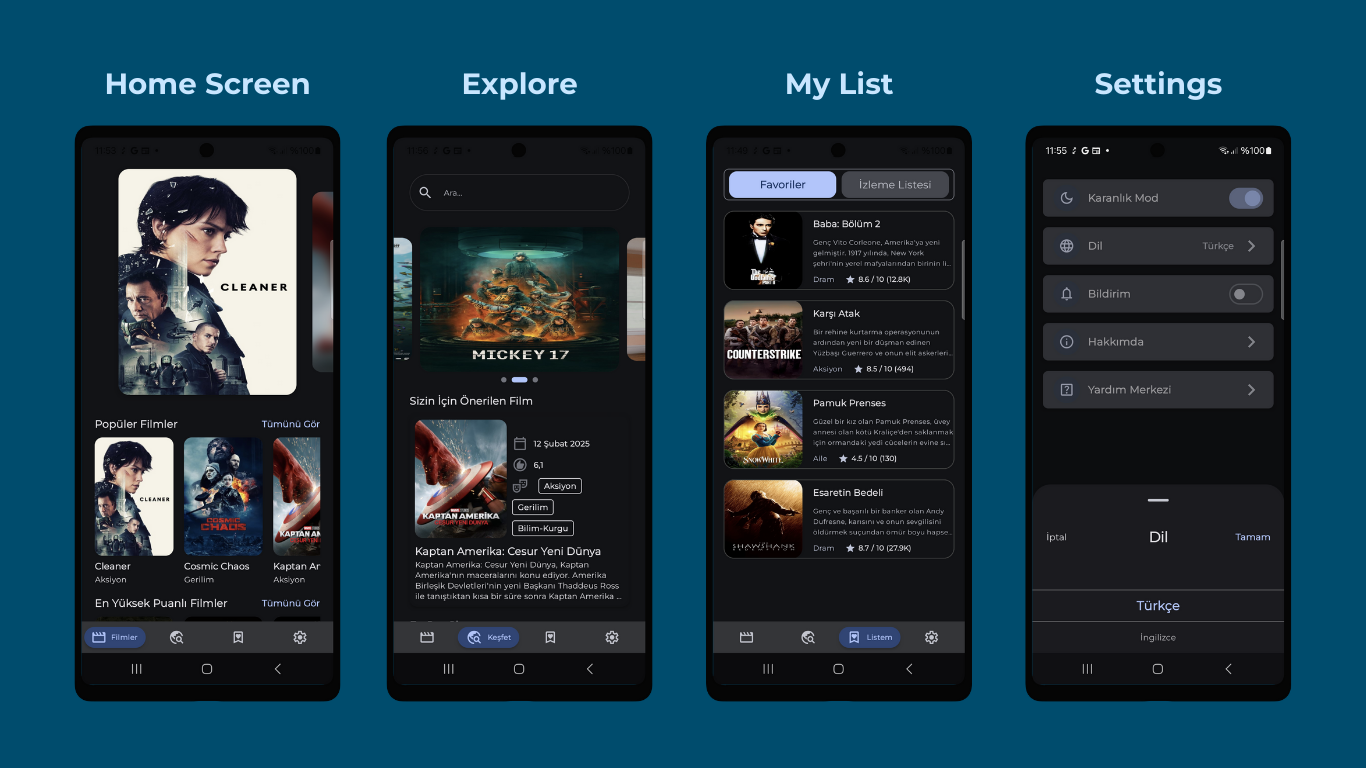 Home Screen
CLEANER
Popüler Filmler
Tümünü Gör
CLEANER
COSMIC
CHAOS
KAPTAN AM
Cleaner
Aksiyon
Cosmic Chaos
Gerilim
Kaptan Ar
Aksiyon
En Yüksek Puanlı Filmler
Tümünü Gör
Filmler
Explore
Ara...
MICKEY 17
Sizin İçin Önerilen Film
KAPTAN AMERİKA
CESUR YENİ DÜNYA
12 Şubat 2025
6,1
Aksiyon
Gerilim
Bilim-Kurgu
Kaptan Amerika: Cesur Yeni Dünya
Kaptan Amerika: Cesur Yeni Dünya, Kaptan
Amerika'nın maceralarını konu ediyor. Amerika
Birleşik Devletleri'nin yeni Başkanı Thaddeus Ross
ile tanıştıktan kısa bir süre sonra Kaptan Amerika ...
Keşfet
My List
Favoriler
İzleme Listesi
Baba: Bölüm 2
Genç Vito Corleone, Amerika'ya yeni
gelmiştir. 1917 yılında, New York
şehri'nin yerel mafyalarından birinin li...
Dram
8.6 / 10 (12.8K)
The
Godfather
COUNTERSTRIKE
Karşı Atak
Bir rehine kurtarma operasyonunun
ardından yeni bir düşman edinen
Yüzbaşı Guerrero ve onun elit askerleri...
Aksiyon
8.5 / 10 (494)
SNOW WHITE
Pamuk Prenses
Güzel bir kız olan Pamuk Prenses, üvey
annesi olan kötü Kraliçe'den saklanmak
için ormandaki yedi cücelerin evine sı...
Aile
4.5 / 10 (130)
SHAWSHANK
Esaretin Bedeli
Genç ve başarılı bir banker olan Andy
Dufresne, karısını ve onun sevgilisini
öldürmek suçundan ömür boyu hapse...
Dram
8.7 / 10 (27.9K)
Listem
Settings
11:55
G
%100
Karanlık Mod
Dil
Türkçe
Bildirim
Hakkımda
Yardım Merkezi
İptal
Dil
Tamam
Türkçe
İngilizce